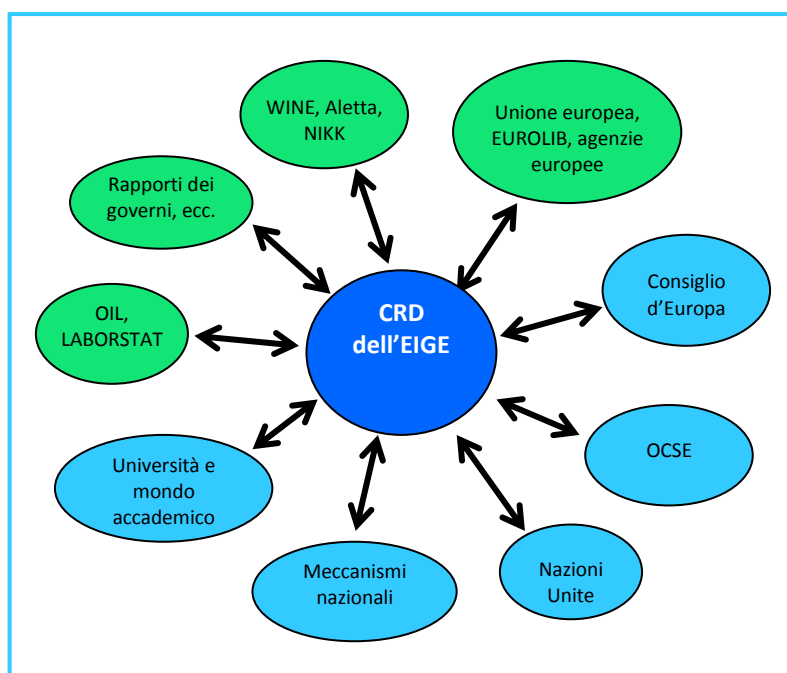 WINE, Aletta,
NIKK
Unione europea,
EUROLIB, agenzie
europee
Rapporti dei
governi, ecc.
Consiglio
d'Europa
CRD
dell'EIGE
OIL,
LABORSTAT
OCSE
Università e
mondo
accademico
Meccanismi
nazionali
Nazioni
Unite